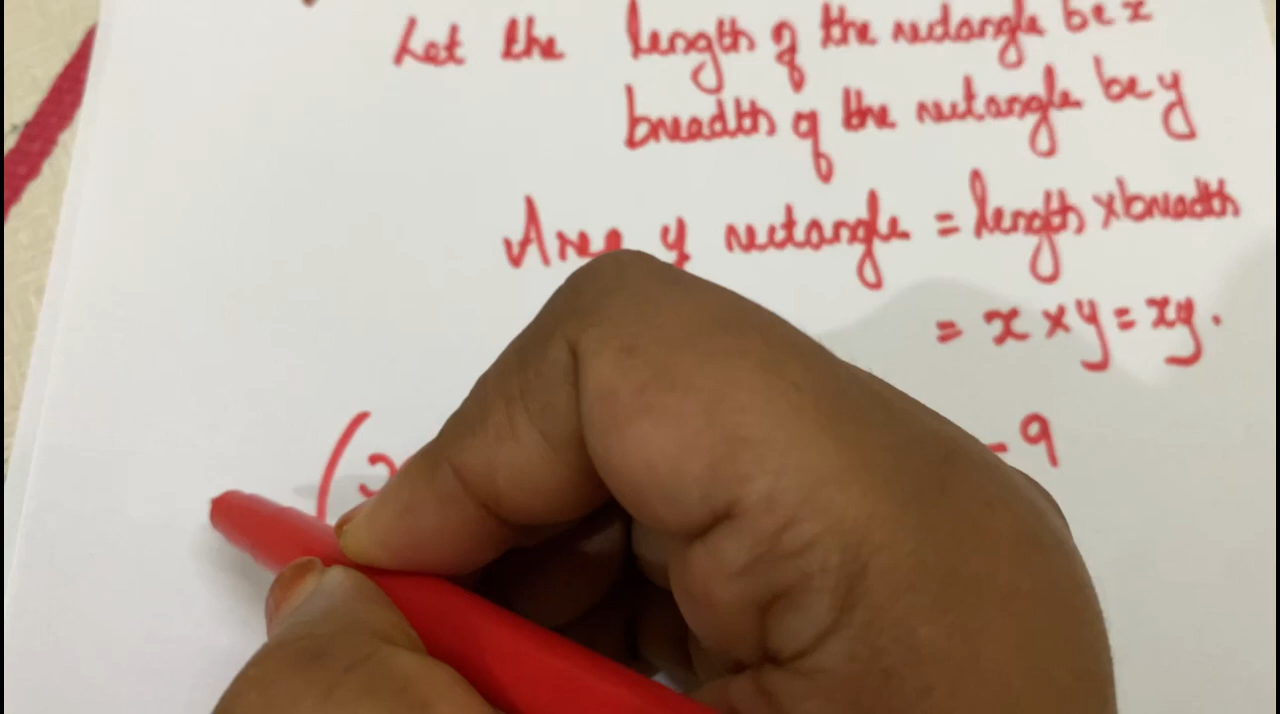 Let the length of the rectangle be x
breadth of the rectangle be y
Area of rectangle = length × breadth
= x × y = xy.
(x - 9